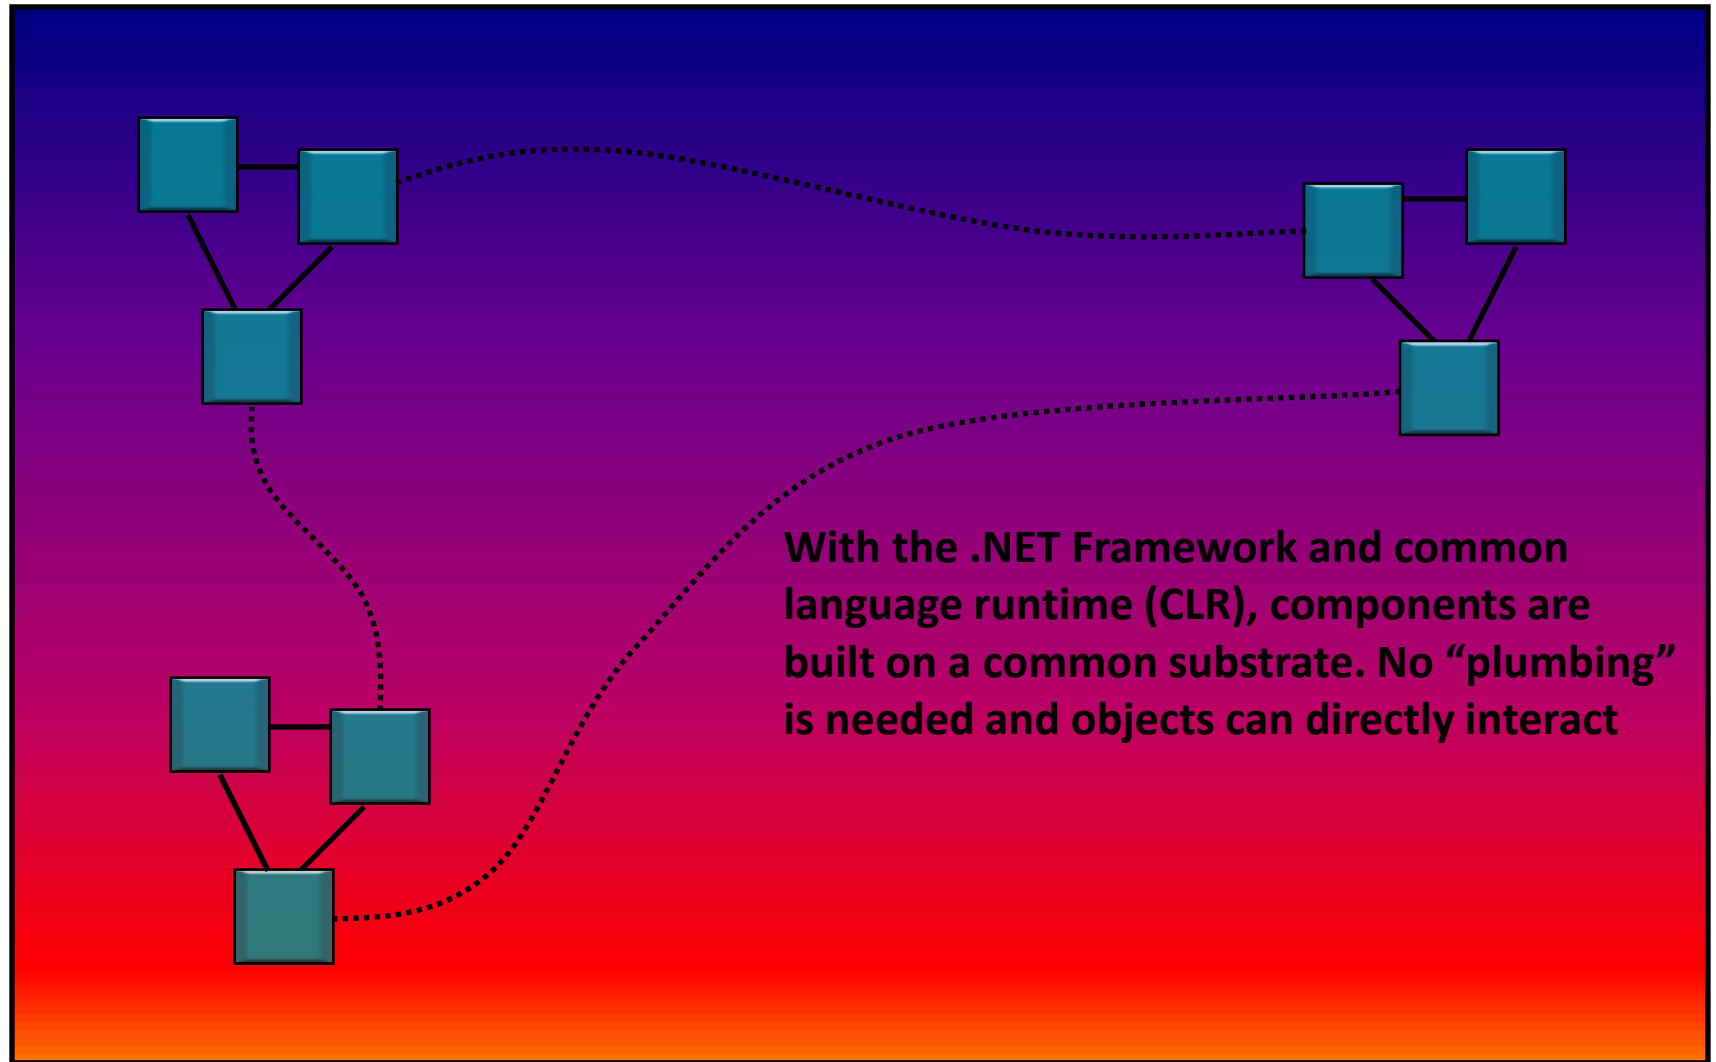 With the .NET Framework and common
language runtime (CLR), components are
built on a common substrate. No “plumbing”
is needed and objects can directly interact